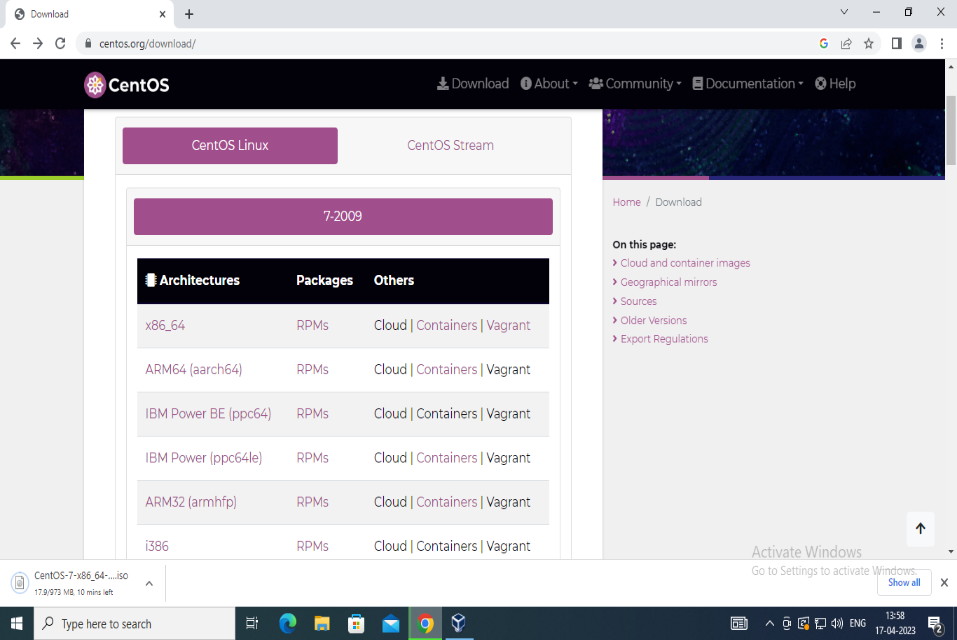 Download
centos.org/download/
CentOS
Download About Community Documentation Help
CentOS Linux CentOS Stream
7-2009
Architectures Packages Others
x86_64 RPMs Cloud | Containers | Vagrant
ARM64 (aarch64) RPMs Cloud | Containers | Vagrant
IBM Power BE (ppc64) RPMs Cloud | Containers | Vagrant
IBM Power (ppc64le) RPMs Cloud | Containers | Vagrant
ARM32 (armhfp) RPMs Cloud | Containers | Vagrant
i386 RPMs Cloud | Containers | Vagrant
Home / Download
On this page:
Cloud and container images
Geographical mirrors
Sources
Older Versions
Export Regulations
Activate Windows
Go to Settings to activate Windows.
CentOS-7-x86_64-....iso
17.9/973 MB, 10 mins left
Show all
Type here to search
ENG
13:58
17-04-2023
2